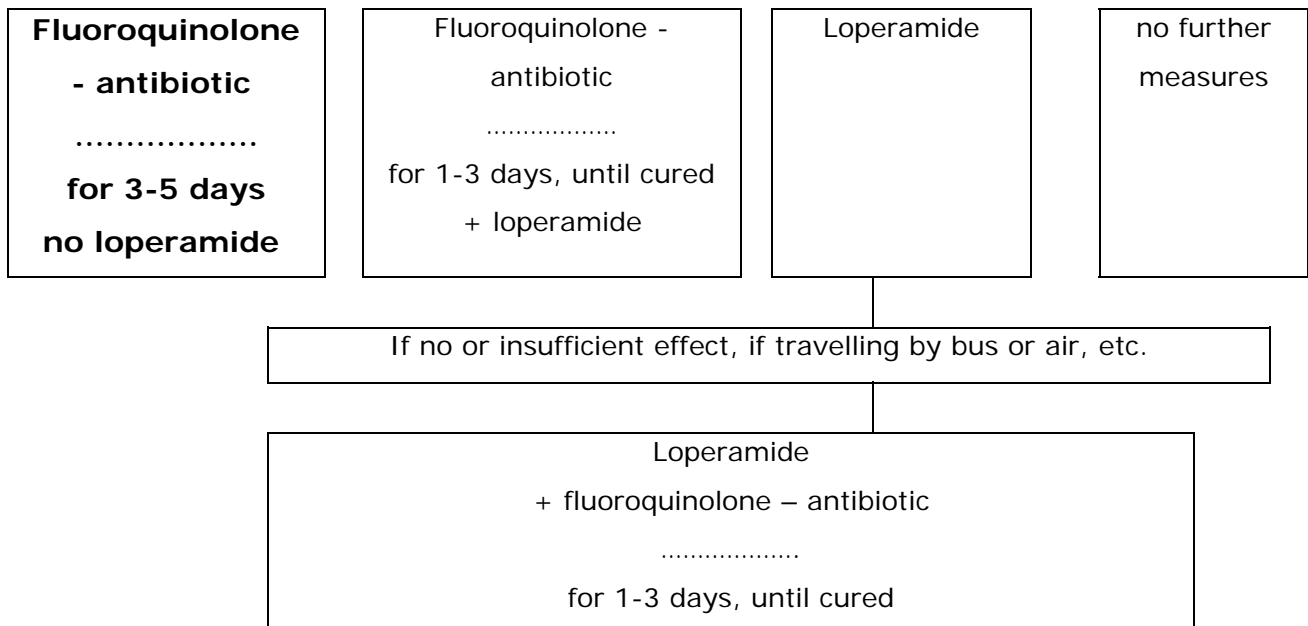 Fluoroquinolone
- antibiotic
………………
for 3-5 days
no loperamide
Fluoroquinolone -
antibiotic
………………
for 1-3 days, until cured
+ loperamide
Loperamide
no further
measures
If no or insufficient effect, if travelling by bus or air, etc.
Loperamide
+ fluoroquinolone – antibiotic
……………….
for 1-3 days, until cured